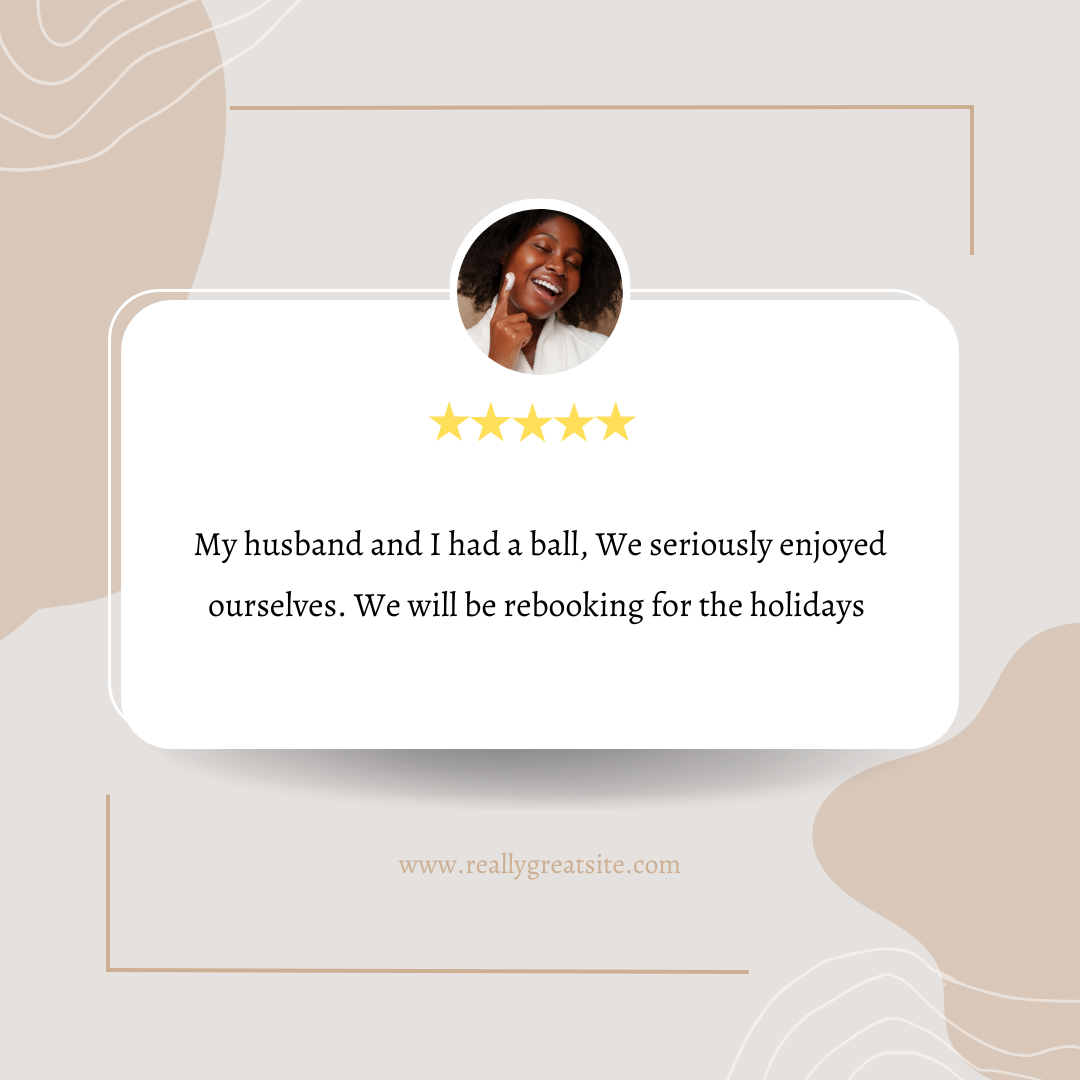 My husband and I had a ball, We seriously enjoyed
ourselves. We will be rebooking for the holidays
www.reallygreatsite.com